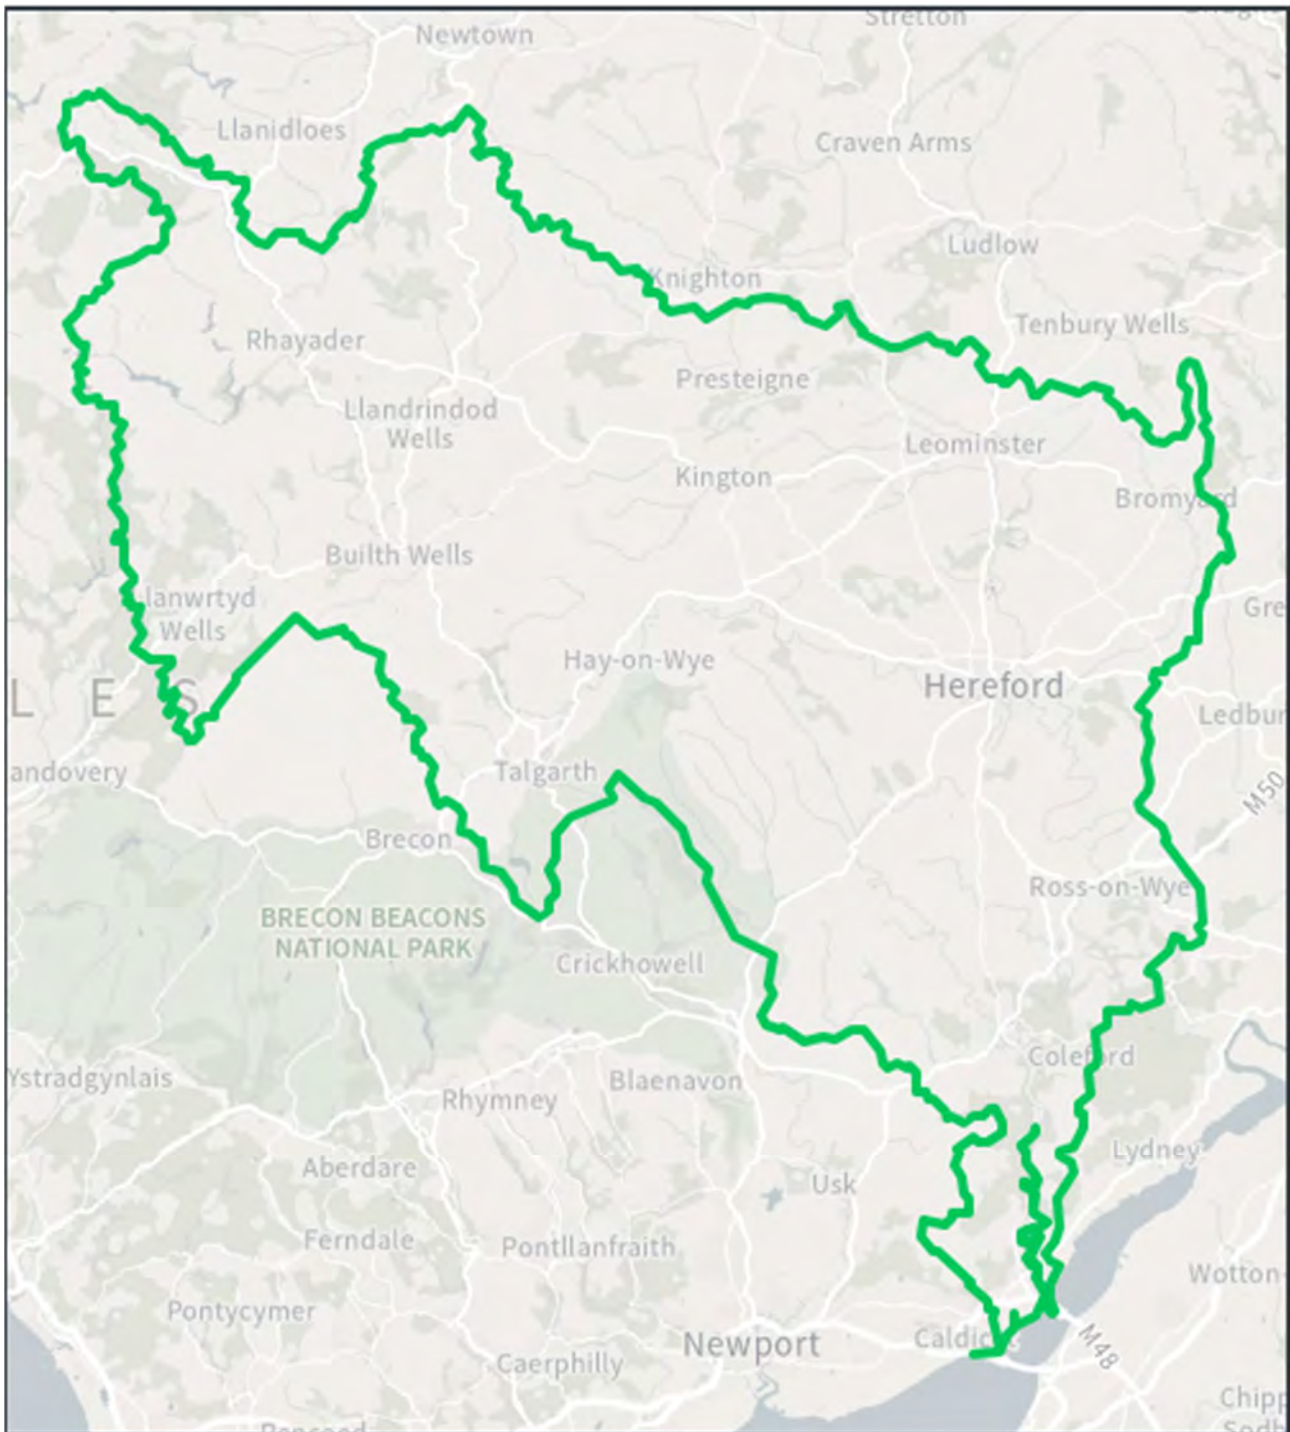 Stretton
Newtown
Llanidloes
Craven Arms
Ludlow
Knighton
Tenbury Wells
Rhayader
Presteigne
Llandrindod
Wells
Leominster
Kington
Bromyard
Builth Wells
lanwrtyd
Wells
Gre
Hay-on-Wye
Hereford
L E S
Ledbur
andovery
Talgarth
M50
Brecon
Ross-on-Wye
BRECON BEACONS
NATIONAL PARK
Crickhowell
Coleford
Ystradgynlais
Blaenavon
Rhymney
Lydney
Aberdare
Usk
Ferndale
Pontllanfraith
Wotton-
Pontycymer
Newport
Caldic
M48
Caerphilly
Chipp
Sodb